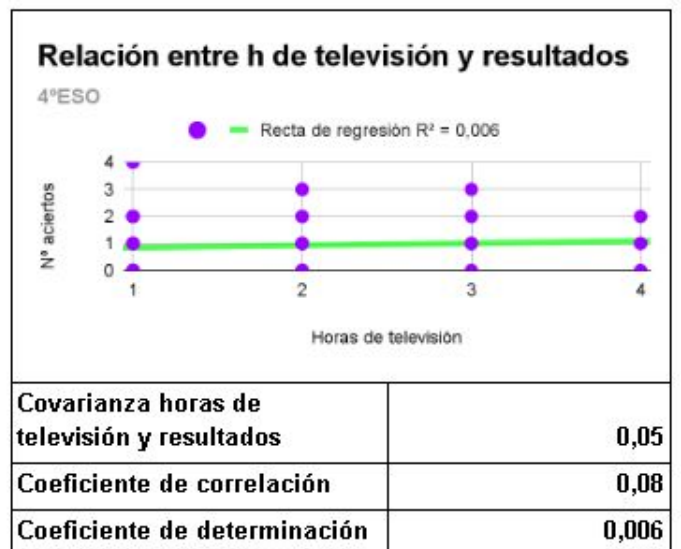 Relación entre h de televisión y resultados
4ºESO
Recta de regresión R² = 0,006
Nª aciertos
4
3
2
1
0
1 2 3 4
Horas de televisión
Covarianza horas de
televisión y resultados 0,05
Coeficiente de correlación 0,08
Coeficiente de determinación 0,006